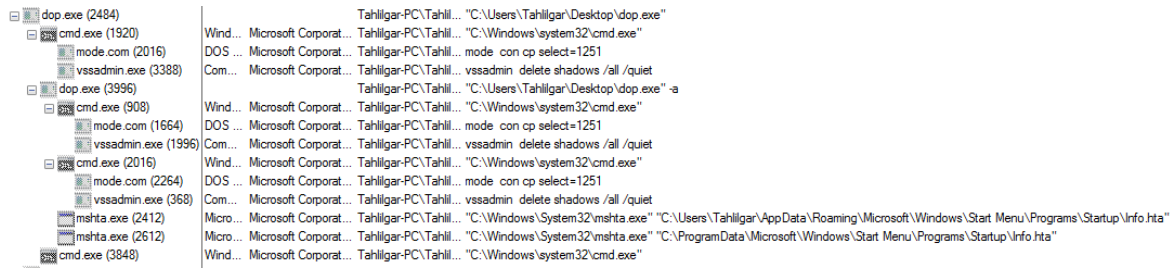 dop.exe (2484) Tahlilgar-PC\Tahlil... "C:\Users\Tahlilgar\Desktop\dop.exe"
cmd.exe (1920) Wind... Microsoft Corporat... Tahlilgar-PC\Tahlil... "C:\Windows\system32\cmd.exe"
mode.com (2016) DOS ... Microsoft Corporat... Tahlilgar-PC\Tahlil... mode con cp select=1251
vssadmin.exe (3388) Com... Microsoft Corporat... Tahlilgar-PC\Tahlil... vssadmin delete shadows /all /quiet
dop.exe (3996) Tahlilgar-PC\Tahlil... "C:\Users\Tahlilgar\Desktop\dop.exe" -a
cmd.exe (908) Wind... Microsoft Corporat... Tahlilgar-PC\Tahlil... "C:\Windows\system32\cmd.exe"
mode.com (1664) DOS ... Microsoft Corporat... Tahlilgar-PC\Tahlil... mode con cp select=1251
vssadmin.exe (1996) Com... Microsoft Corporat... Tahlilgar-PC\Tahlil... vssadmin delete shadows /all /quiet
cmd.exe (2016) Wind... Microsoft Corporat... Tahlilgar-PC\Tahlil... "C:\Windows\system32\cmd.exe"
mode.com (2264) DOS ... Microsoft Corporat... Tahlilgar-PC\Tahlil... mode con cp select=1251
vssadmin.exe (368) Com... Microsoft Corporat... Tahlilgar-PC\Tahlil... vssadmin delete shadows /all /quiet
mshta.exe (2412) Micro... Microsoft Corporat... Tahlilgar-PC\Tahlil... "C:\Windows\System32\mshta.exe" "C:\Users\Tahlilgar\AppData\Roaming\Microsoft\Windows\Start Menu\Programs\Startup\Info.hta"
mshta.exe (2612) Micro... Microsoft Corporat... Tahlilgar-PC\Tahlil... "C:\Windows\System32\mshta.exe" "C:\ProgramData\Microsoft\Windows\Start Menu\Programs\Startup\Info.hta"
cmd.exe (3848) Wind... Microsoft Corporat... Tahlilgar-PC\Tahlil... "C:\Windows\system32\cmd.exe"